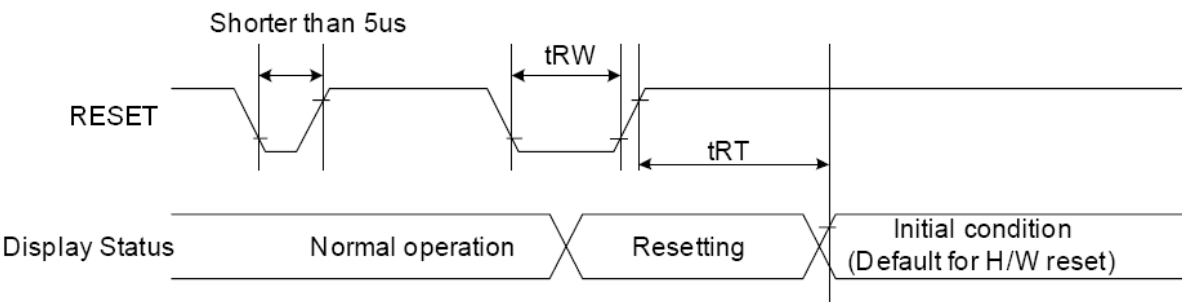 Shorter than 5us
tRW
RESET
tRT
Display Status
Normal operation
Resetting
Initial condition
(Default for H/W reset)